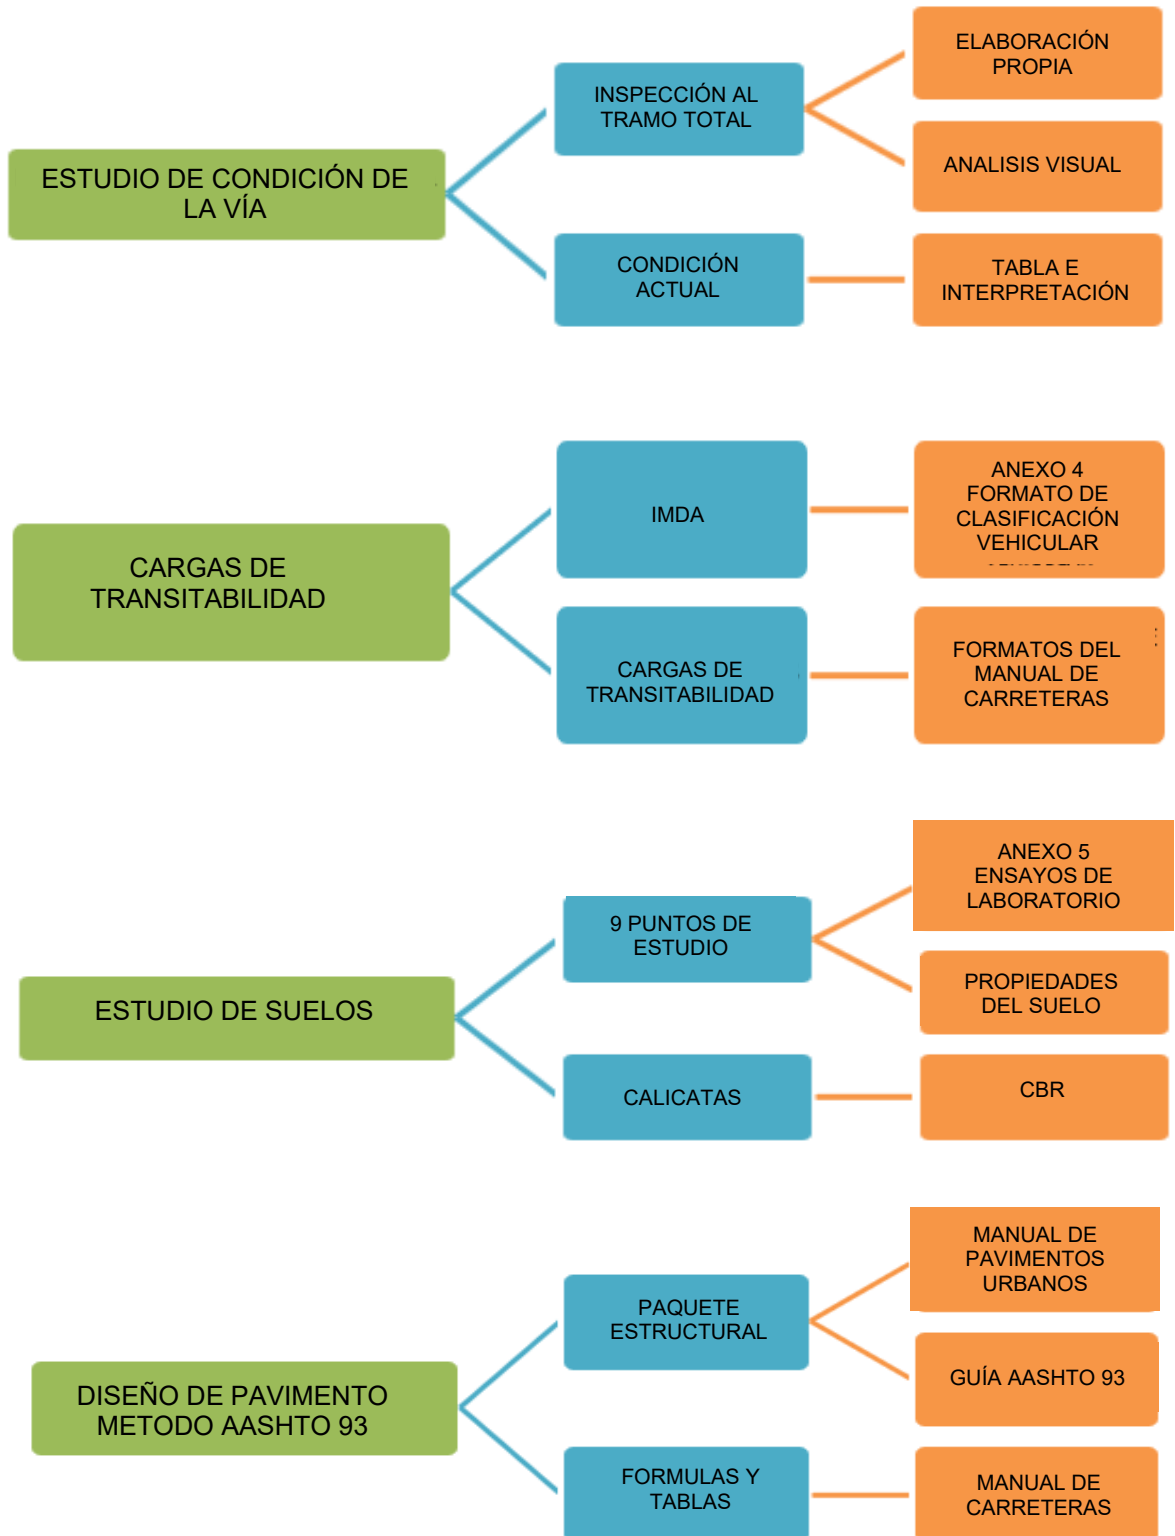 ELABORACIÓN
PROPIA
INSPECCIÓN AL
TRAMO TOTAL
ANALISIS VISUAL
ESTUDIO DE CONDICIÓN DE
LA VÍA
CONDICIÓN
ACTUAL
TABLA E
INTERPRETACIÓN
ANEXO 4
FORMATO DE
CLASIFICACIÓN
VEHICULAR
IMDA
CARGAS DE
TRANSITABILIDAD
CARGAS DE
TRANSITABILIDAD
FORMATOS DEL
MANUAL DE
CARRETERAS
ANEXO 5
ENSAYOS DE
LABORATORIO
9 PUNTOS DE
ESTUDIO
PROPIEDADES
DEL SUELO
ESTUDIO DE SUELOS
CALICATAS
CBR
MANUAL DE
PAVIMENTOS
URBANOS
PAQUETE
ESTRUCTURAL
GUÍA AASHTO 93
DISEÑO DE PAVIMENTO
METODO AASHTO 93
FORMULAS Y
TABLAS
MANUAL DE
CARRETERAS